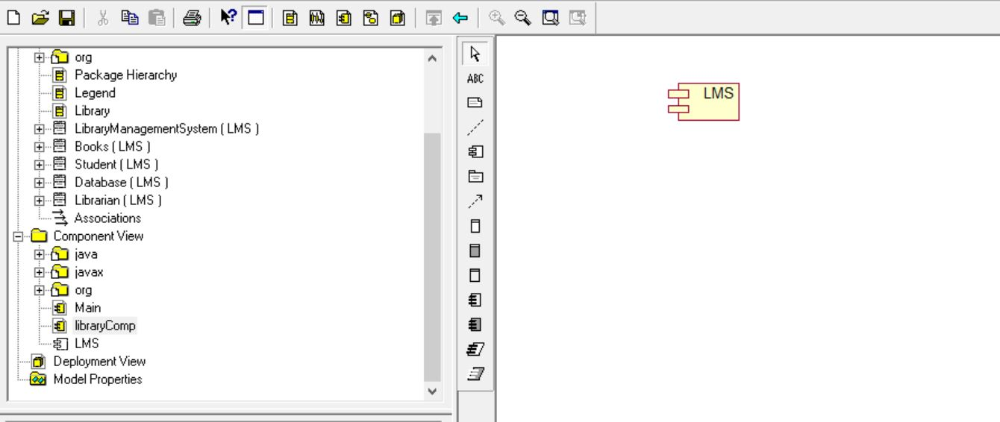 org
Package Hierarchy
Legend
Library
LibraryManagementSystem ( LMS )
Books ( LMS )
Student ( LMS )
Database ( LMS )
Librarian ( LMS )
Associations
Component View
java
javax
org
Main
libraryComp
LMS
Deployment View
Model Properties
ABC
LMS